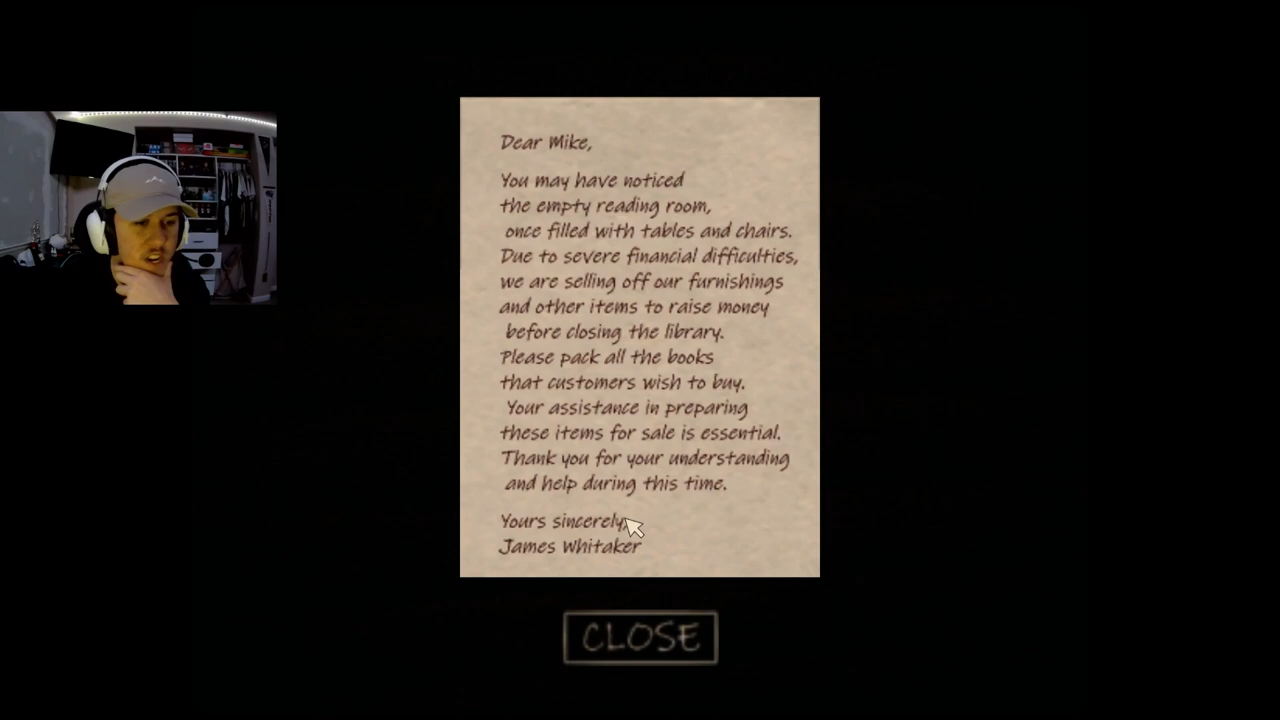 Dear Mike,
You may have noticed
the empty reading room,
once filled with tables and chairs.
Due to severe financial difficulties,
we are selling off our furnishings
and other items to raise money
before closing the library.
Please pack all the books
that customers wish to buy.
Your assistance in preparing
these items for sale is essential.
Thank you for your understanding
and help during this time.
Yours sincerely,
James Whitaker
CLOSE